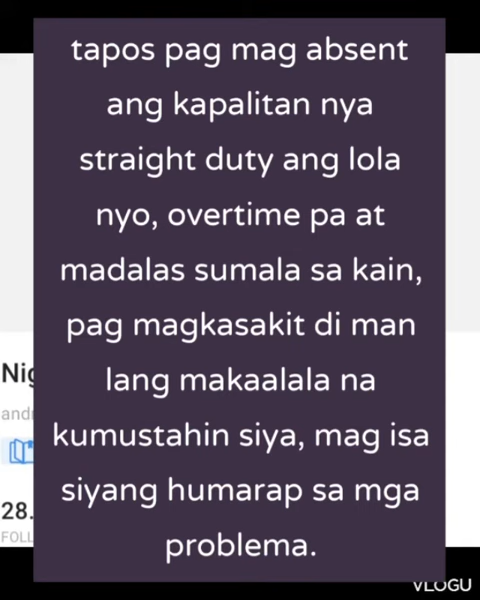 tapos pag mag absent
ang kapalitan nya
straight duty ang lola
nyo, overtime pa at
madalas sumala sa kain,
pag magkasakit di man
lang makaalala na
kumustahin siya, mag isa
siyang humarap sa mga
problema.
28.
VLOGU